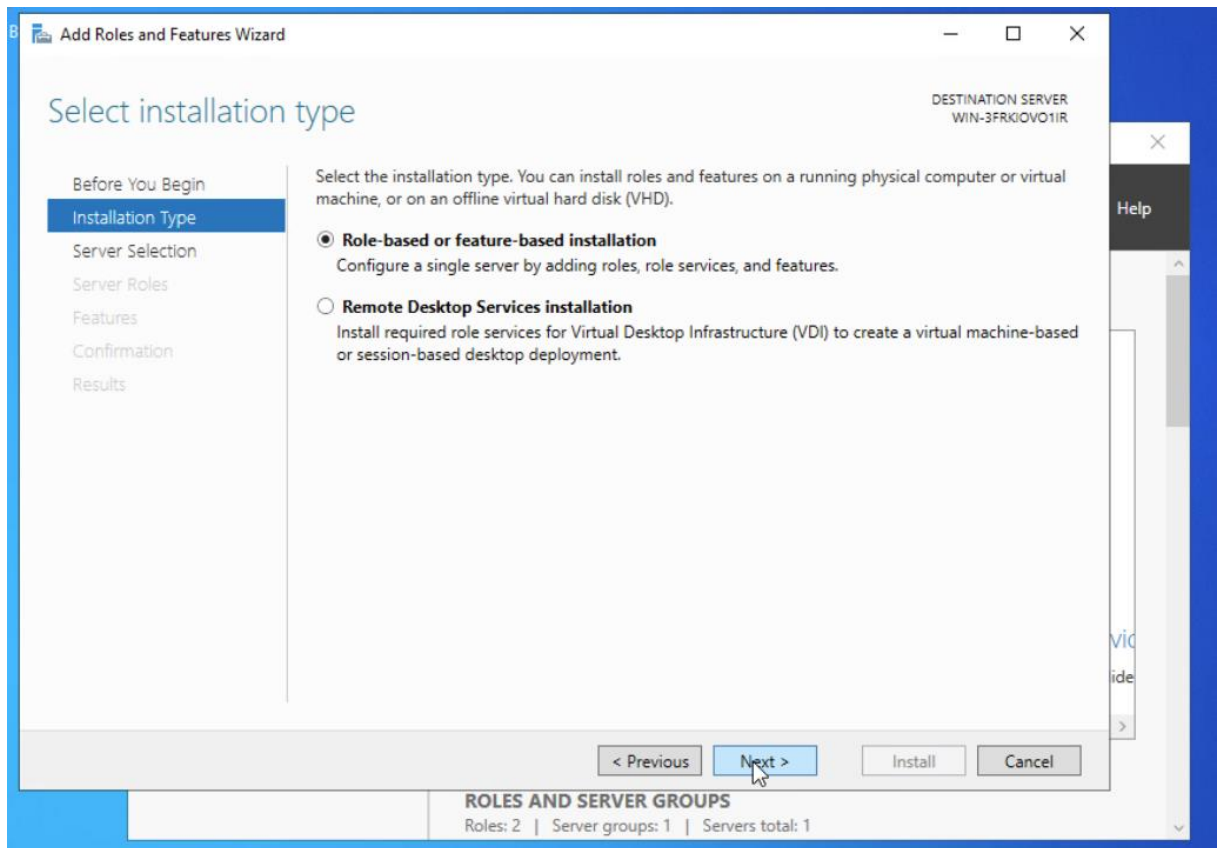 B
Add Roles and Features Wizard
Select installation type
DESTINATION SERVER
WIN-3FRKIOVO1IR
Before You Begin
Installation Type
Server Selection
Server Roles
Features
Confirmation
Results
Select the installation type. You can install roles and features on a running physical computer or virtual
machine, or on an offline virtual hard disk (VHD).
Role-based or feature-based installation
Configure a single server by adding roles, role services, and features.
Remote Desktop Services installation
Install required role services for Virtual Desktop Infrastructure (VDI) to create a virtual machine-based
or session-based desktop deployment.
Help
vic
ide
< Previous
Next >
Install
Cancel
ROLES AND SERVER GROUPS
Roles: 2 | Server groups: 1 | Servers total: 1